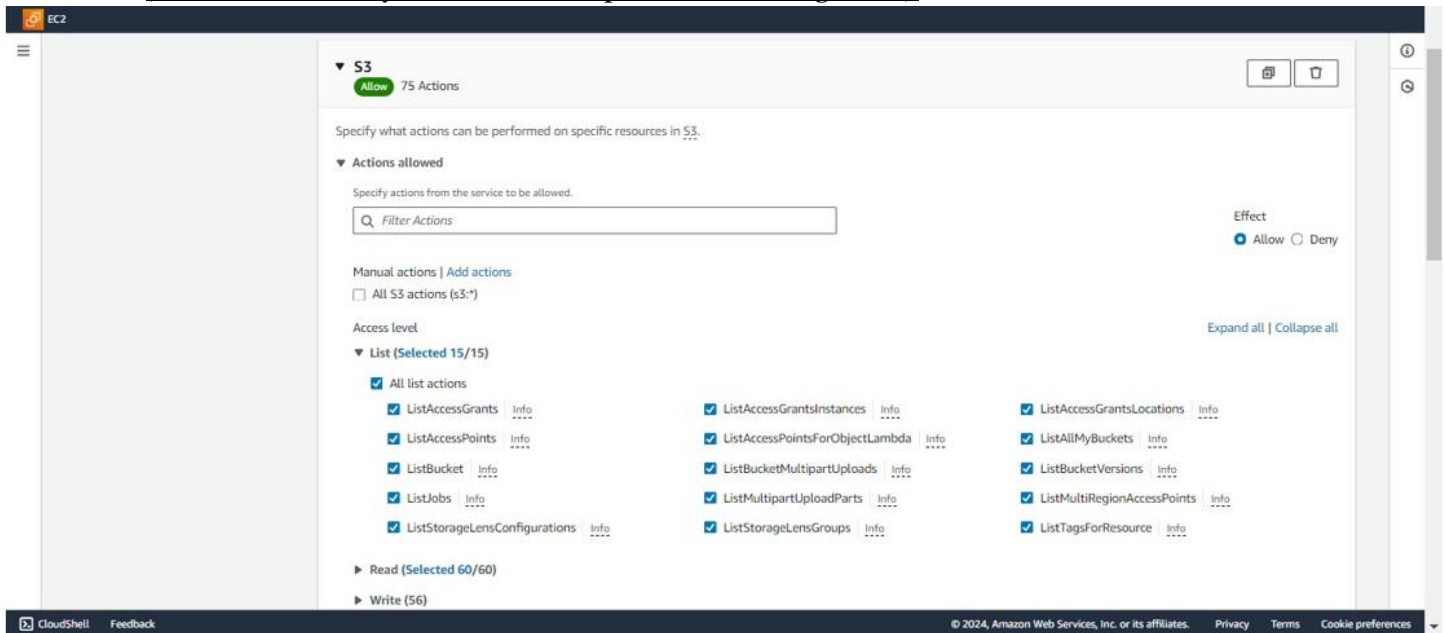 EC2
S3
Allow 75 Actions
Specify what actions can be performed on specific resources in S3.
Actions allowed
Specify actions from the service to be allowed.
Filter Actions
Effect
Allow Deny
Manual actions | Add actions
All S3 actions (s3:*)
Access level Expand all | Collapse all
List (Selected 15/15)
All list actions
ListAccessGrants Info ListAccessGrantsInstances Info ListAccessGrantsLocations Info
ListAccessPoints Info ListAccessPointsForObjectLambda Info ListAllMyBuckets Info
ListBucket Info ListBucketMultipartUploads Info ListBucketVersions Info
ListJobs Info ListMultipartUploadParts Info ListMultiRegionAccessPoints Info
ListStorageLensConfigurations Info ListStorageLensGroups Info ListTagsForResource Info
Read (Selected 60/60)
Write (56)
CloudShell Feedback © 2024, Amazon Web Services, Inc. or its affiliates. Privacy Terms Cookie preferences